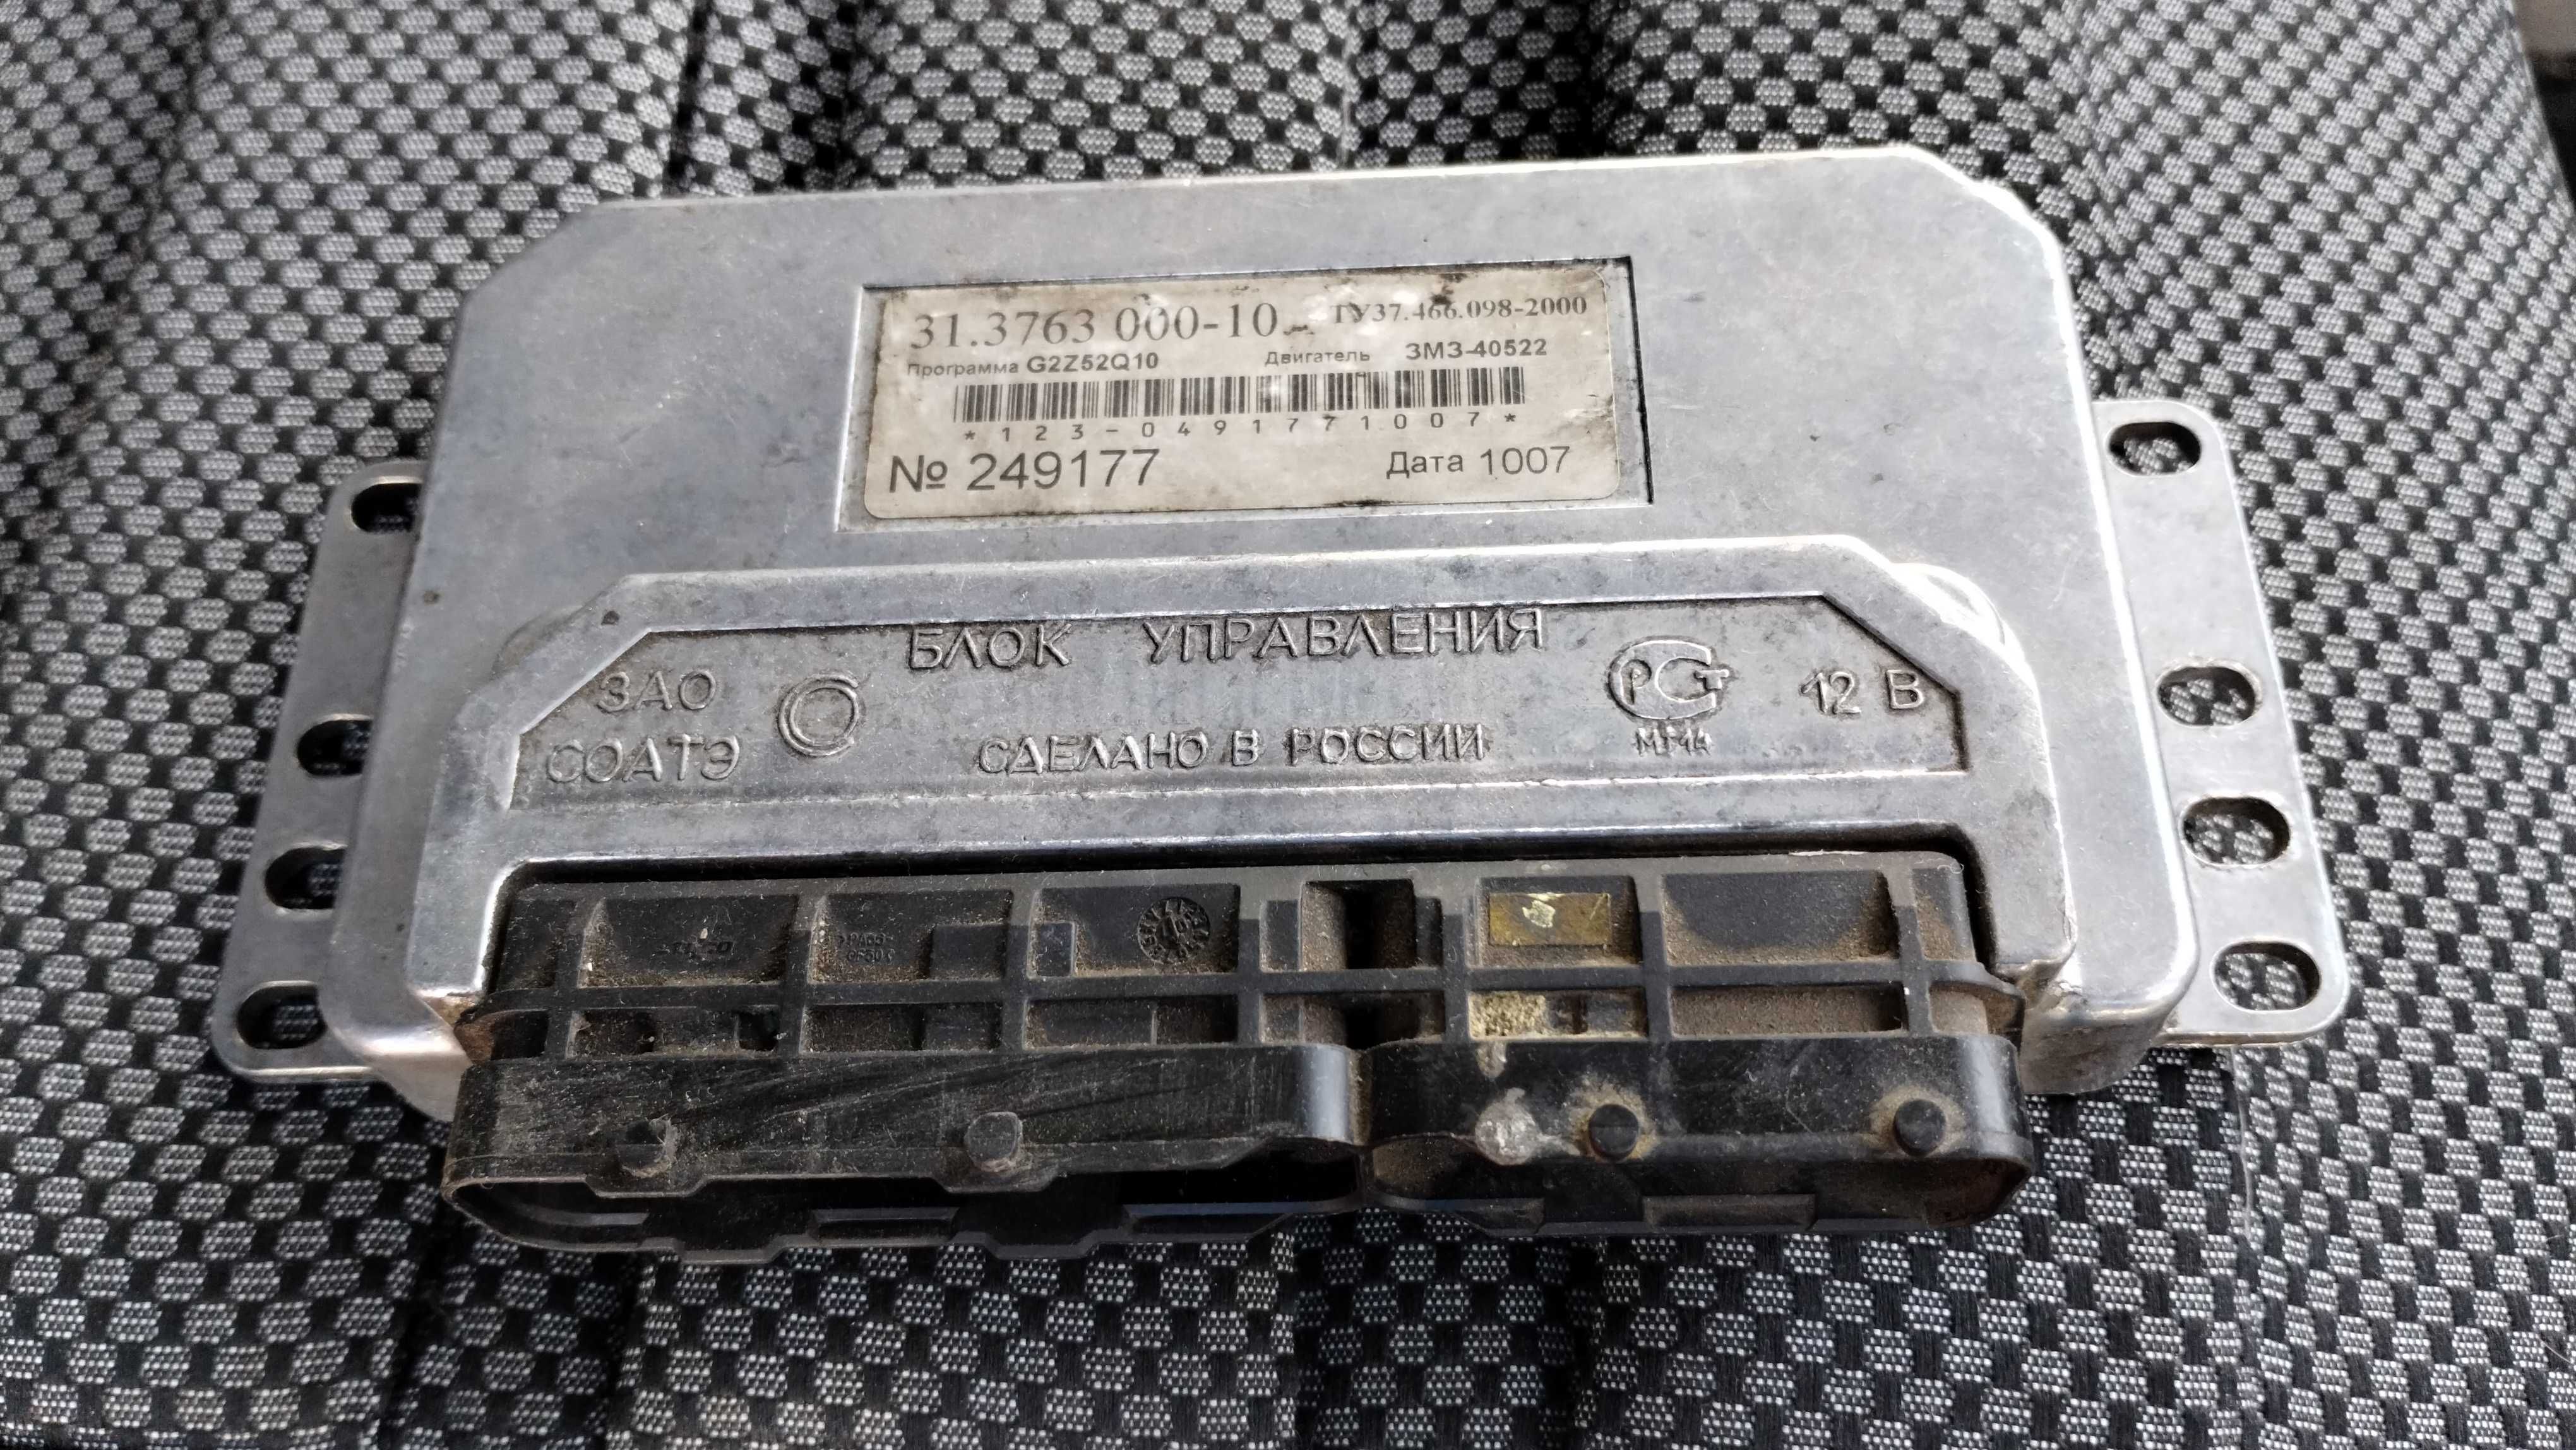 31.3763 000-10 ТУ37.466.098-2000
Программа G2Z52Q10 Двигатель ЗМЗ-40522
*123-0491771007*
№ 249177 Дата 1007
БЛОК УПРАВЛЕНИЯ
ЗАО
СОАТЭ
СДЕЛАНО В РОССИИ
РСТ
12 В